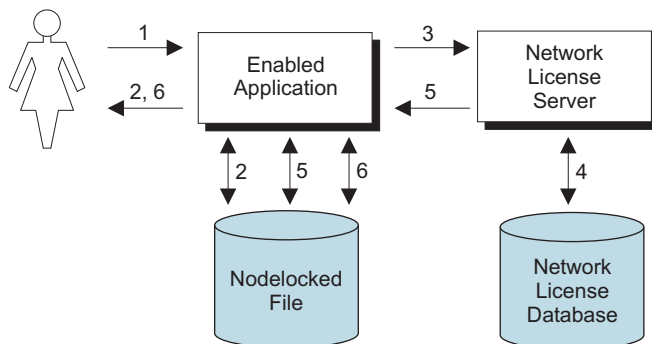 1
Enabled
Application
3
Network
License
Server
2, 6
5
2
5
6
4
Nodelocked
File
Network
License
Database